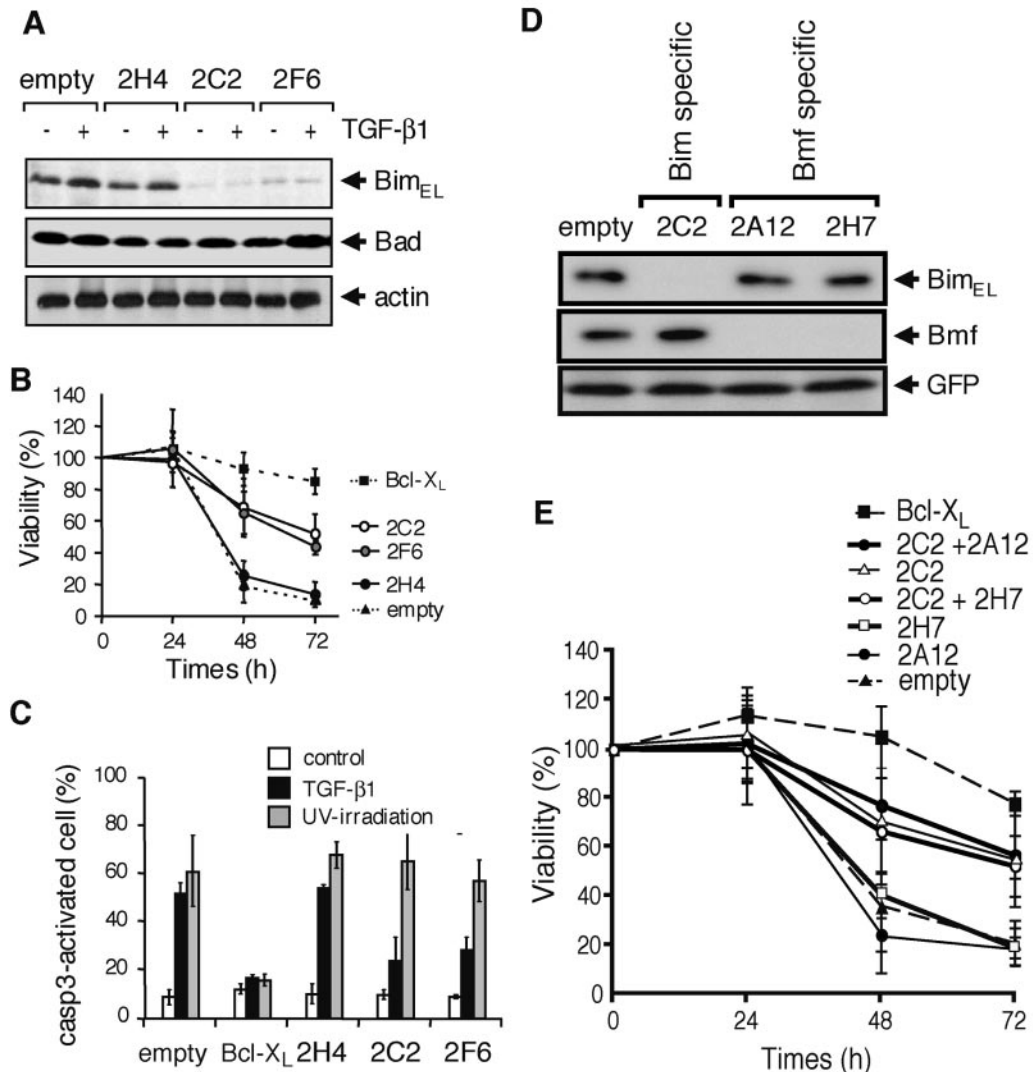 A
empty 2H4 2C2 2F6
- + - + - + - + TGF-β1
BimEL
Bad
actin
B
140
120
100
80
60
40
20
0
Viability (%)
0 24 48 72
Times (h)
Bcl-XL
2C2
2F6
2H4
empty
C
control
TGF-β1
UV-irradiation
100
80
60
40
20
0
casp3-activated cell (%)
empty Bcl-XL 2H4 2C2 2F6
D
Bim specific
Bmf specific
empty 2C2 2A12 2H7
BimEL
Bmf
GFP
E
Bcl-XL
2C2 +2A12
2C2
2C2 + 2H7
2H7
2A12
empty
140
120
100
80
60
40
20
0
Viability (%)
0 24 48 72
Times (h)